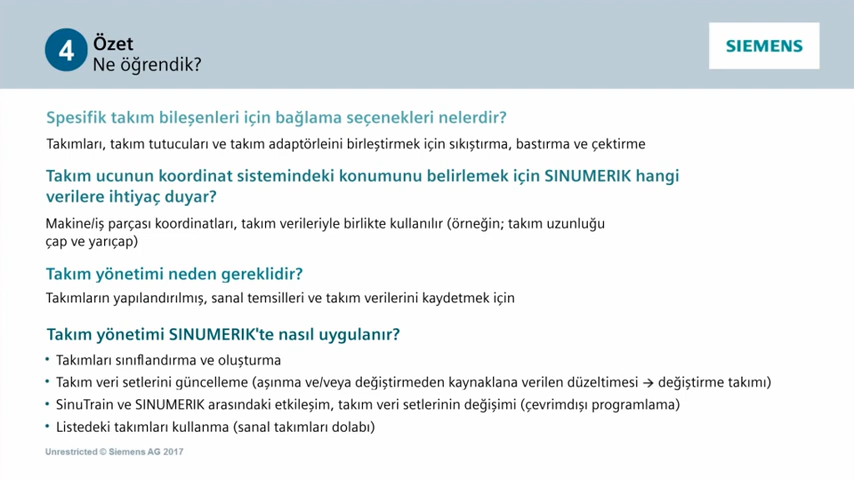 4
Özet
Ne öğrendik?
SIEMENS
Spesifik takım bileşenleri için bağlama seçenekleri nelerdir?
Takımları, takım tutucuları ve takım adaptörleini birleştirmek için sıkıştırma, bastırma ve çektirme
Takım ucunun koordinat sistemindeki konumunu belirlemek için SINUMERIK hangi
verilere ihtiyaç duyar?
Makine/iş parçası koordinatları, takım verileriyle birlikte kullanılır (örneğin; takım uzunluğu
çap ve yarıçap)
Takım yönetimi neden gereklidir?
Takımların yapılandırılmış, sanal temsilleri ve takım verilerini kaydetmek için
Takım yönetimi SINUMERIK'te nasıl uygulanır?
• Takımları sınıflandırma ve oluşturma
• Takım veri setlerini güncelleme (aşınma ve/veya değiştirmeden kaynaklana verilen düzeltimesi → değiştirme takımı)
• SinuTrain ve SINUMERIK arasındaki etkileşim, takım veri setlerinin değişimi (çevrimdışı programlama)
• Listedeki takımları kullanma (sanal takımları dolabı)
Unrestricted © Siemens AG 2017